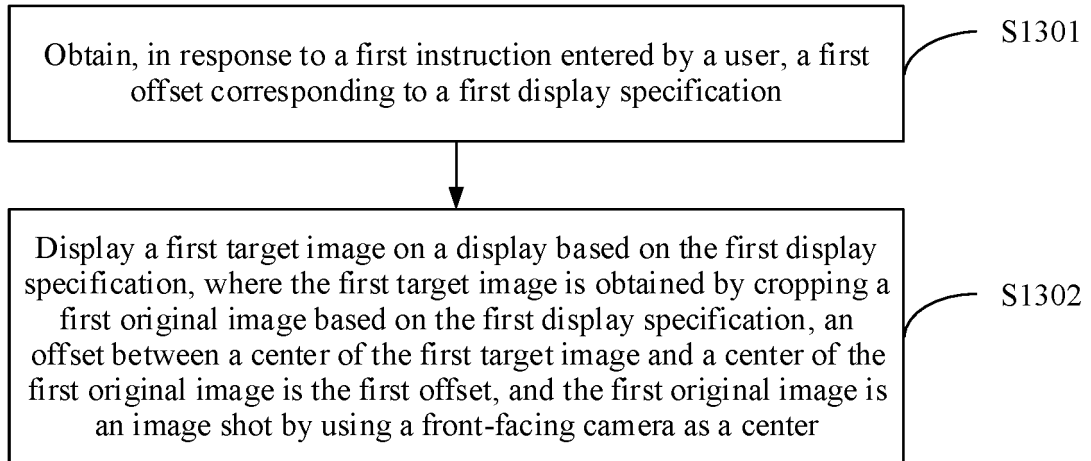 Obtain, in response to a first instruction entered by a user, a first
offset corresponding to a first display specification
S1301
Display a first target image on a display based on the first display
specification, where the first target image is obtained by cropping a
first original image based on the first display specification, an
offset between a center of the first target image and a center of the
first original image is the first offset, and the first original image is
an image shot by using a front-facing camera as a center
S1302